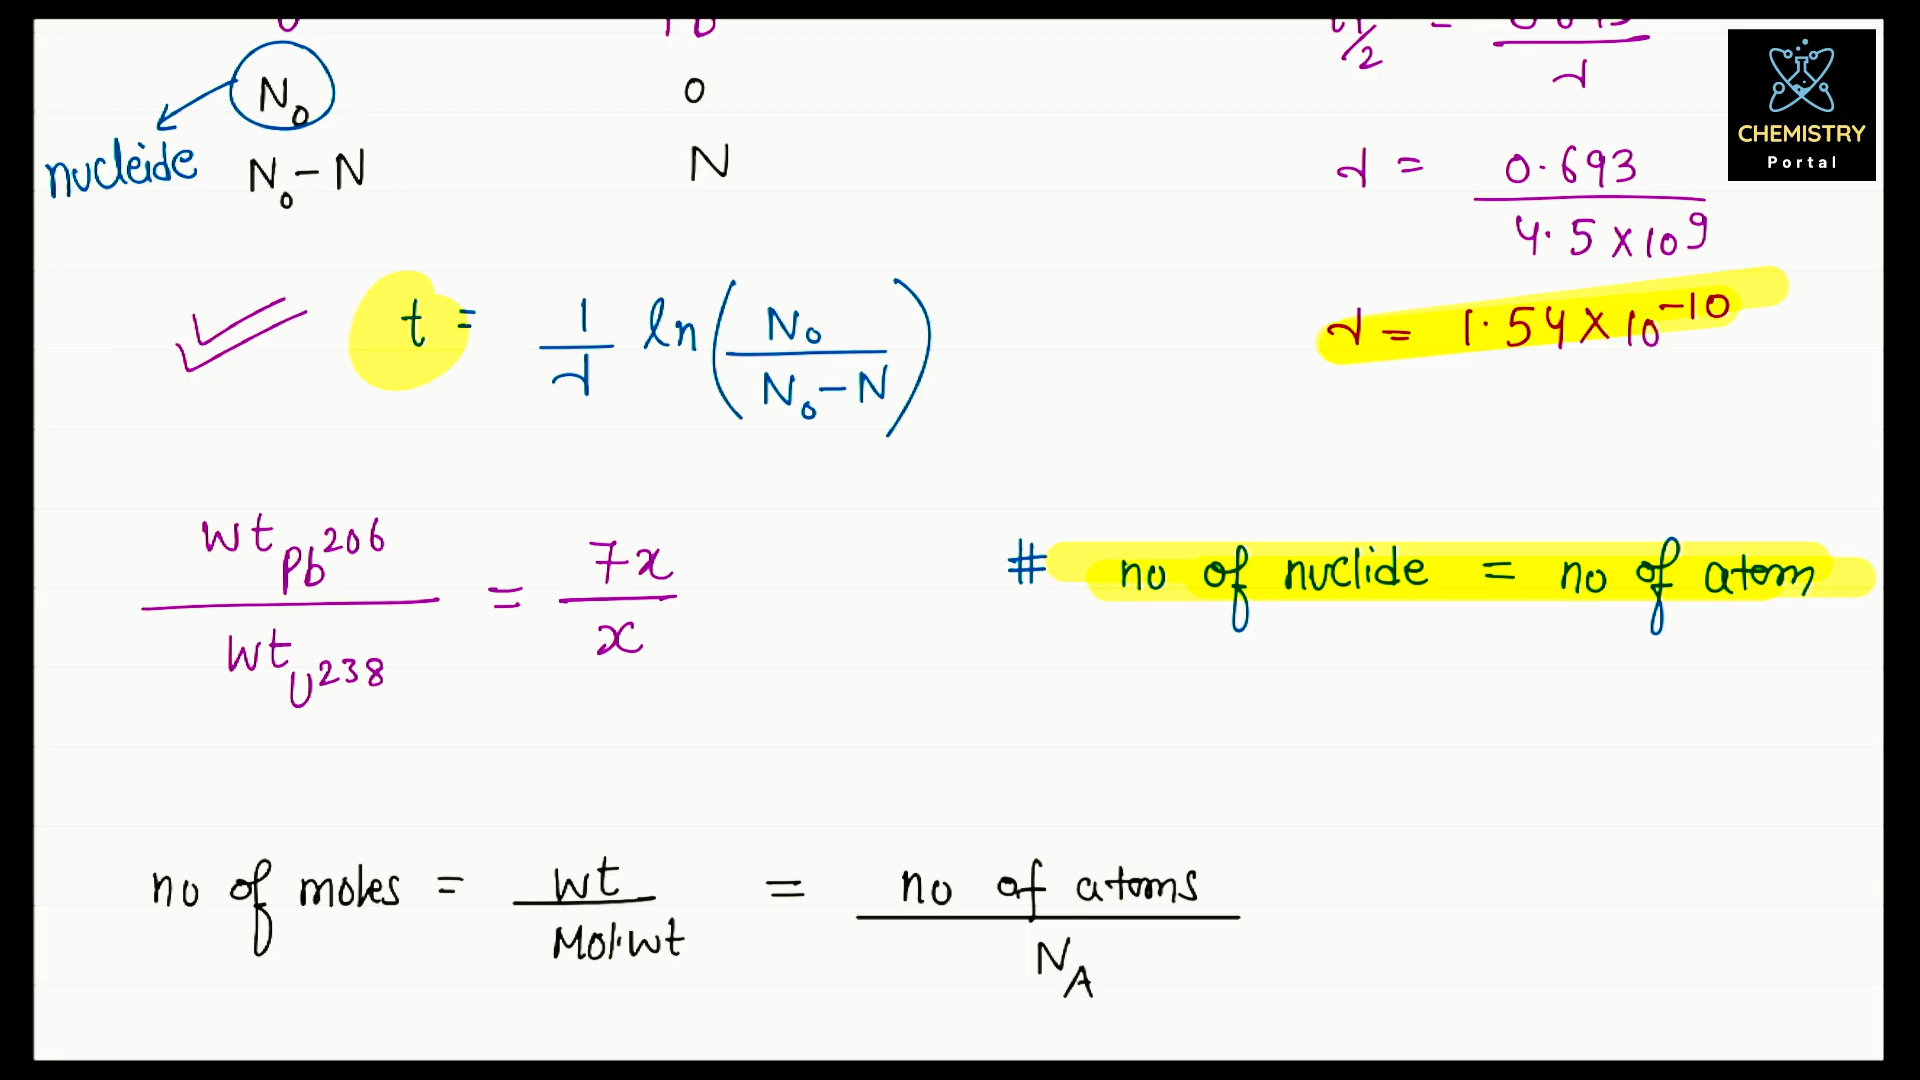 N₀ 0
nucleide N₀ - N N
λ = 0.693 / 4.5 × 10⁹
CHEMISTRY
Portal
t = 1/λ ln (N₀ / N₀ - N)
λ = 1.54 × 10⁻¹⁰
wt Pb²⁰⁶ / wt U²³⁸ = 7x / x
# no of nuclide = no of atom
no of moles = wt / Mol.wt = no of atoms / N_A